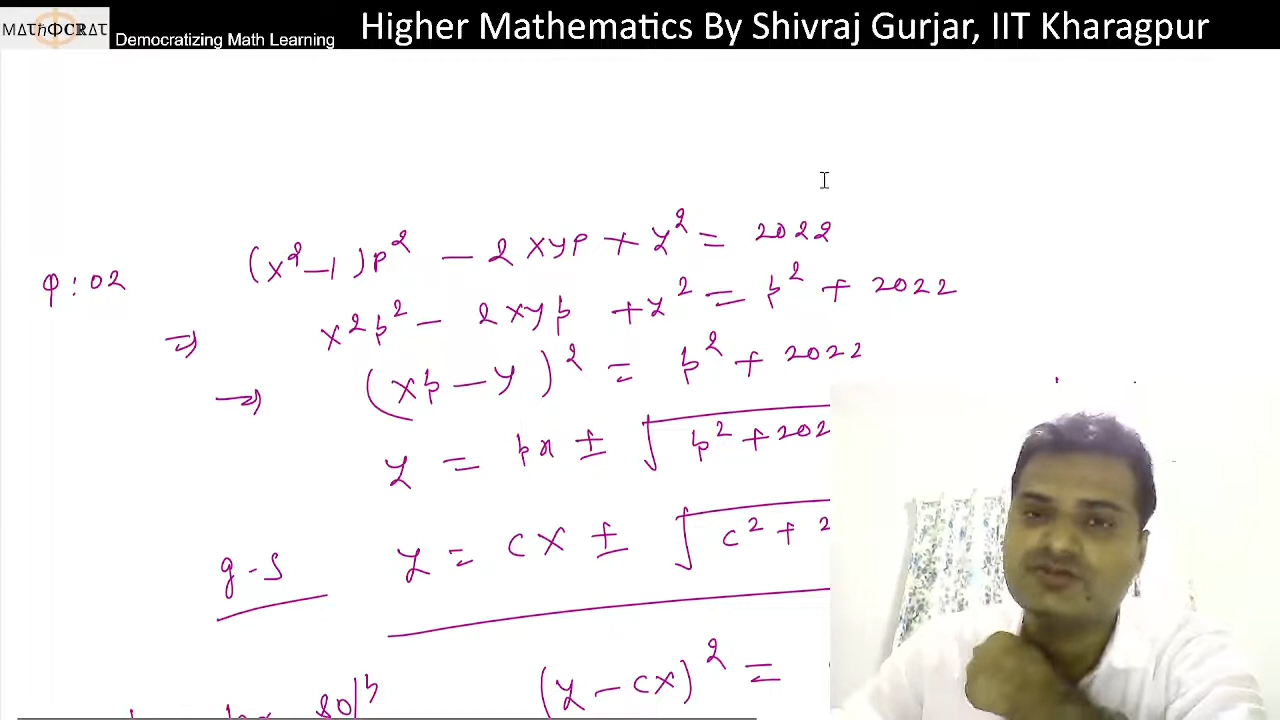 MΔthΦCRΔT
Democratizing Math Learning
Higher Mathematics By Shivraj Gurjar, IIT Kharagpur
φ : 02
(x² - 1)p² - 2xyp + y² = 2022
⇒ x²p² - 2xyp + y² = p² + 2022
⇒ (xp - y)² = p² + 2022
y = px ± √p² + 202
g-s y = cx ± √c² + 2
(y - cx)² =